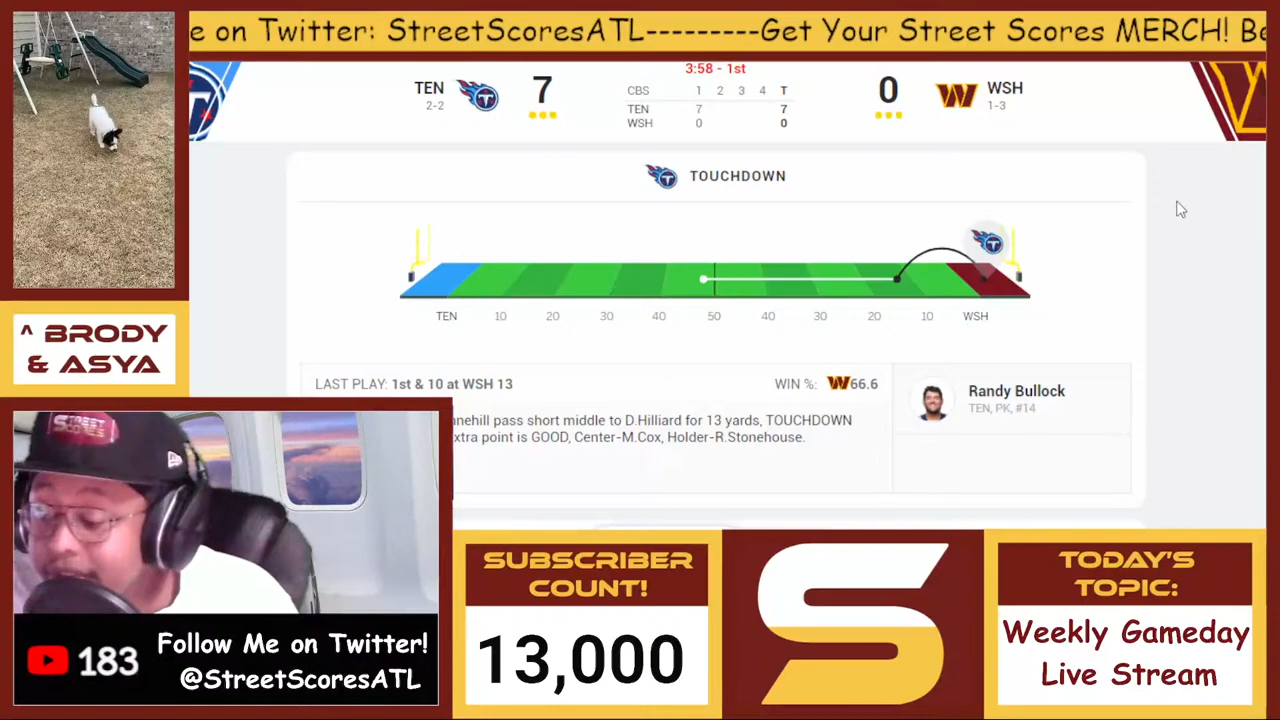 e on Twitter: StreetScoresATL---------Get Your Street Scores MERCH! Be
3:58 - 1st
TEN
2-2
7
CBS 1 2 3 4 T
TEN 7 7
WSH 0 0
0
WSH
1-3
TOUCHDOWN
TEN 10 20 30 40 50 40 30 20 10 WSH
^ BRODY
& ASYA
LAST PLAY: 1st & 10 at WSH 13
WIN %: 66.6
nnehill pass short middle to D.Hilliard for 13 yards, TOUCHDOWN
xtra point is GOOD, Center-M.Cox, Holder-R.Stonehouse.
Randy Bullock
TEN, PK, #14
STREET
SCORES
183
Follow Me on Twitter!
@StreetScoresATL
SUBSCRIBER
COUNT!
13,000
S
TODAY'S
TOPIC:
Weekly Gameday
Live Stream